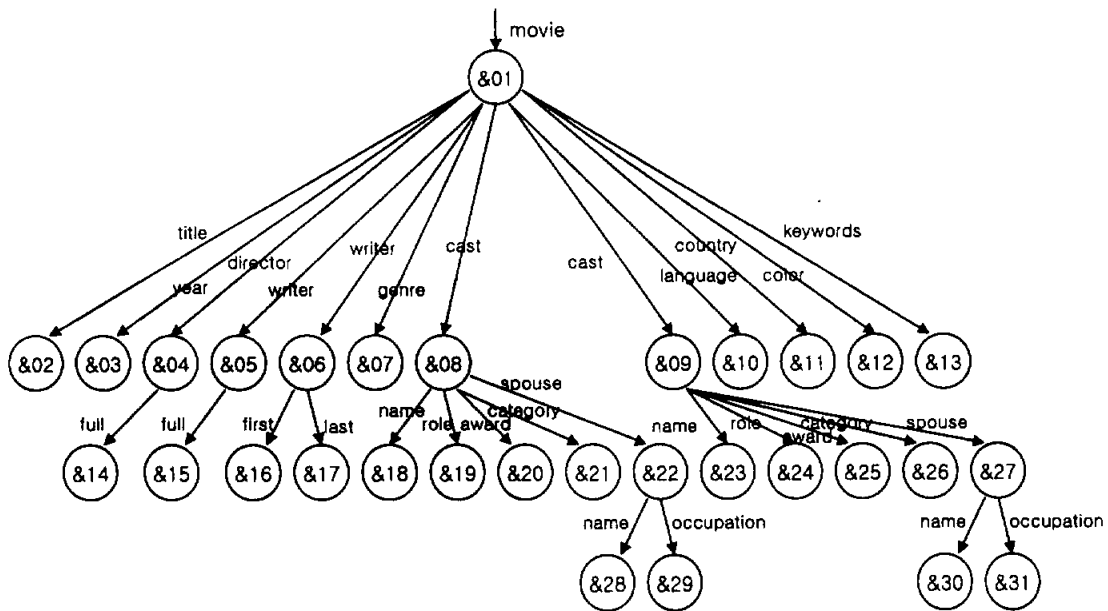 movie
&01
title
writer
cast
cast
country
keywords
year
director
writer
genre
language
color
&02 &03 &04 &05 &06 &07 &08 &09 &10 &11 &12 &13
spouse
full full first last name role award category name role award category spouse
&14 &15 &16 &17 &18 &19 &20 &21 &22 &23 &24 &25 &26 &27
name occupation name occupation
&28 &29 &30 &31